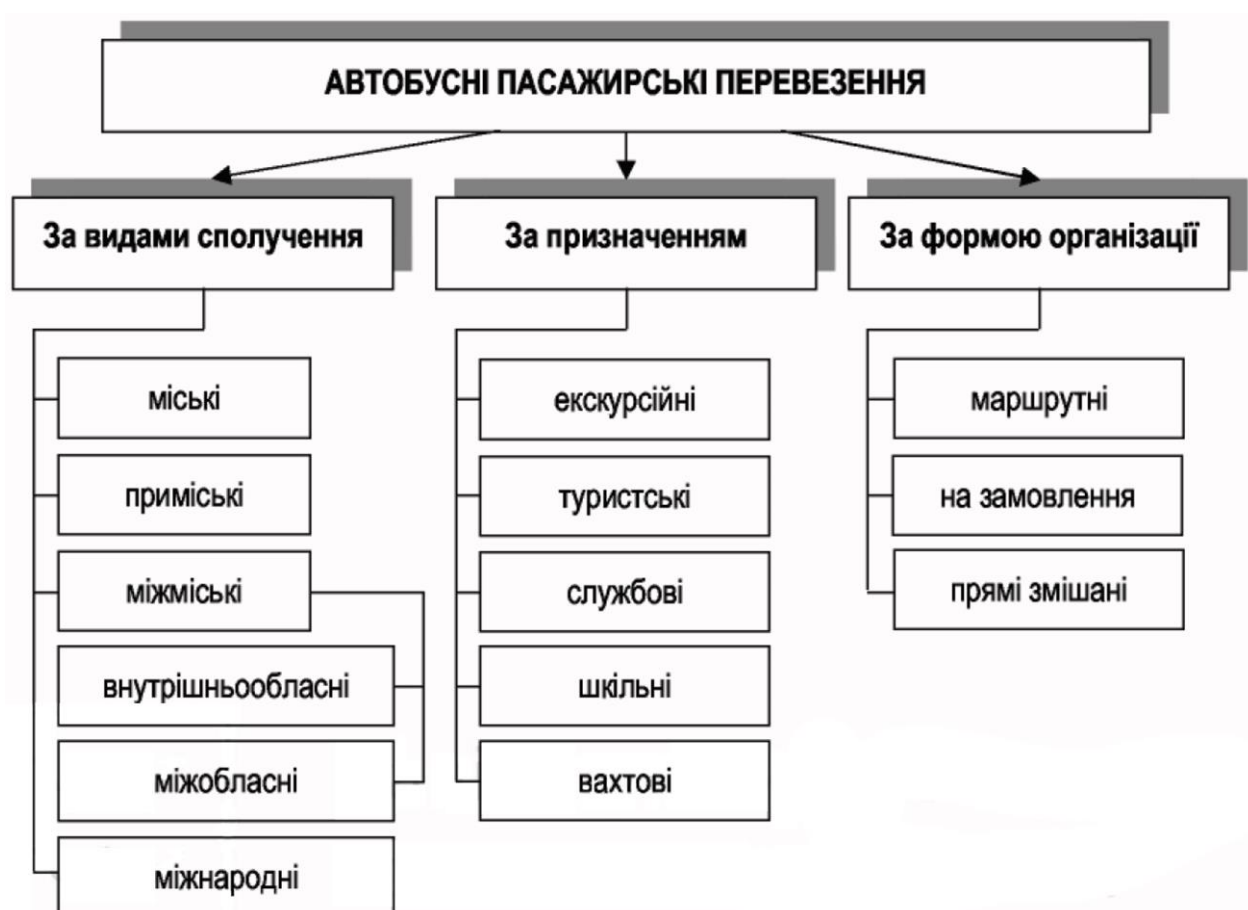 АВТОБУСНІ ПАСАЖИРСЬКІ ПЕРЕВЕЗЕННЯ
За видами сполучення
міські
приміські
міжміські
внутрішньообласні
міжобласні
міжнародні
За призначенням
екскурсійні
туристські
службові
шкільні
вахтові
За формою організації
маршрутні
на замовлення
прямі змішані